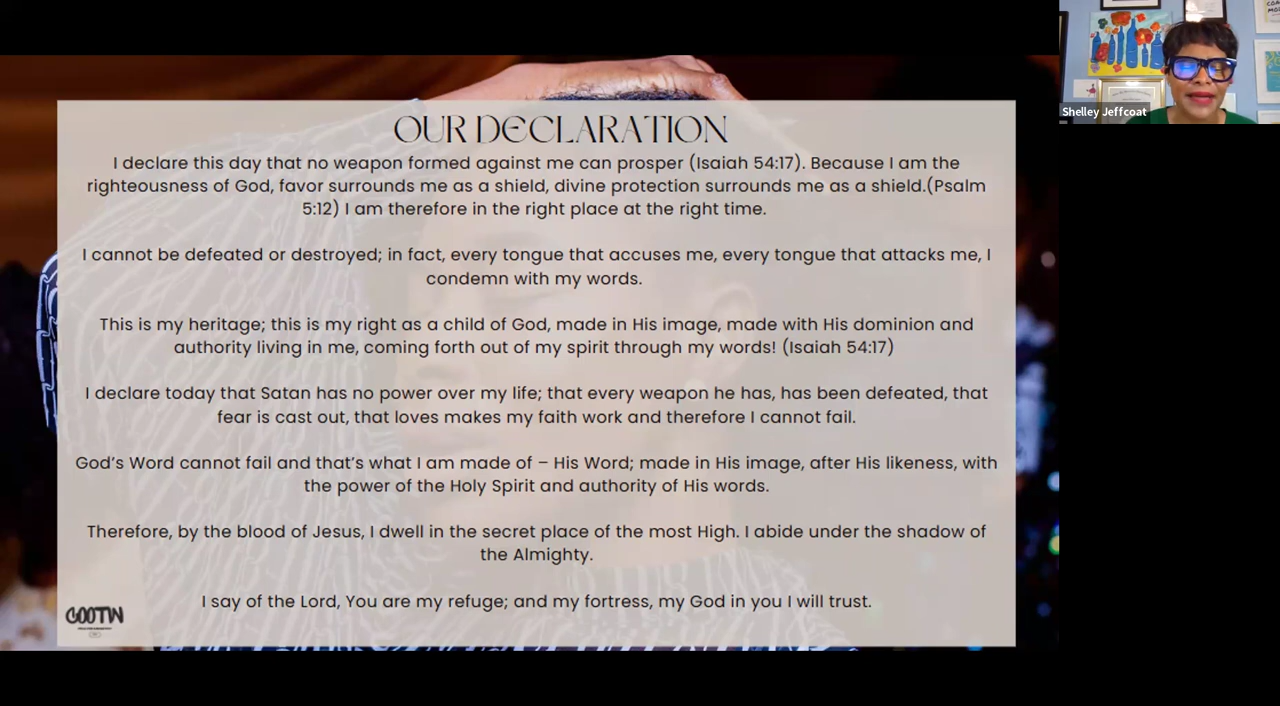 OUR DECLARATION
I declare this day that no weapon formed against me can prosper (Isaiah 54:17). Because I am the
righteousness of God, favor surrounds me as a shield, divine protection surrounds me as a shield.(Psalm
5:12) I am therefore in the right place at the right time.
I cannot be defeated or destroyed; in fact, every tongue that accuses me, every tongue that attacks me, I
condemn with my words.
This is my heritage; this is my right as a child of God, made in His image, made with His dominion and
authority living in me, coming forth out of my spirit through my words! (Isaiah 54:17)
I declare today that Satan has no power over my life; that every weapon he has, has been defeated, that
fear is cast out, that loves makes my faith work and therefore I cannot fail.
God's Word cannot fail and that's what I am made of – His Word; made in His image, after His likeness, with
the power of the Holy Spirit and authority of His words.
Therefore, by the blood of Jesus, I dwell in the secret place of the most High. I abide under the shadow of
the Almighty.
I say of the Lord, You are my refuge; and my fortress, my God in you I will trust.
Shelley Jeffcoat